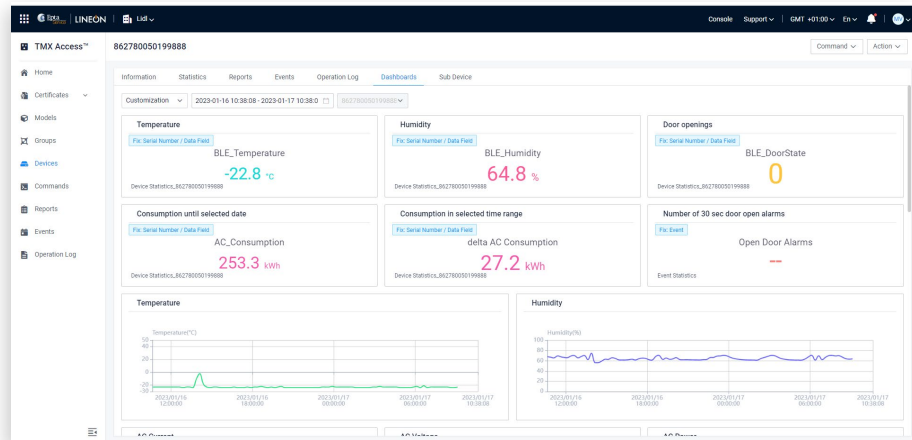 Epta LINEON Lidl Console Support GMT +01:00 En MV
TMX Access™ 862780050199888 Command Action
Home
Certificates
Models
Groups
Devices
Commands
Reports
Events
Operation Log
Information Statistics Reports Events Operation Log Dashboards Sub Device
Customization 2023-01-16 10:38:08 - 2023-01-17 10:38:0 862780050199888
Temperature
Fix: Serial Number / Data Field
BLE_Temperature
-22.8 °C
Device Statistics_862780050199888
Humidity
Fix: Serial Number / Data Field
BLE_Humidity
64.8 %
Device Statistics_862780050199888
Door openings
Fix: Serial Number / Data Field
BLE_DoorState
0
Device Statistics_862780050199888
Consumption until selected date
Fix: Serial Number / Data Field
AC_Consumption
253.3 kWh
Device Statistics_862780050199888
Consumption in selected time range
Fix: Serial Number / Data Field
delta AC Consumption
27.2 kWh
Device Statistics_862780050199888
Number of 30 sec door open alarms
Fix: Event
Open Door Alarms
--
Event Statistics
Temperature
Temperature(°C)
50
40
20
0
-20
-30
2023/01/16 2023/01/16 2023/01/17 2023/01/17 2023/01/17
12:00:00 18:00:00 00:00:00 06:00:00 10:38:08
Humidity
Humidity(%)
100
80
60
40
20
0
2023/01/16 2023/01/16 2023/01/17 2023/01/17 2023/01/17
12:00:00 18:00:00 00:00:00 06:00:00 10:38:08
AC Current AC Voltage AC Power